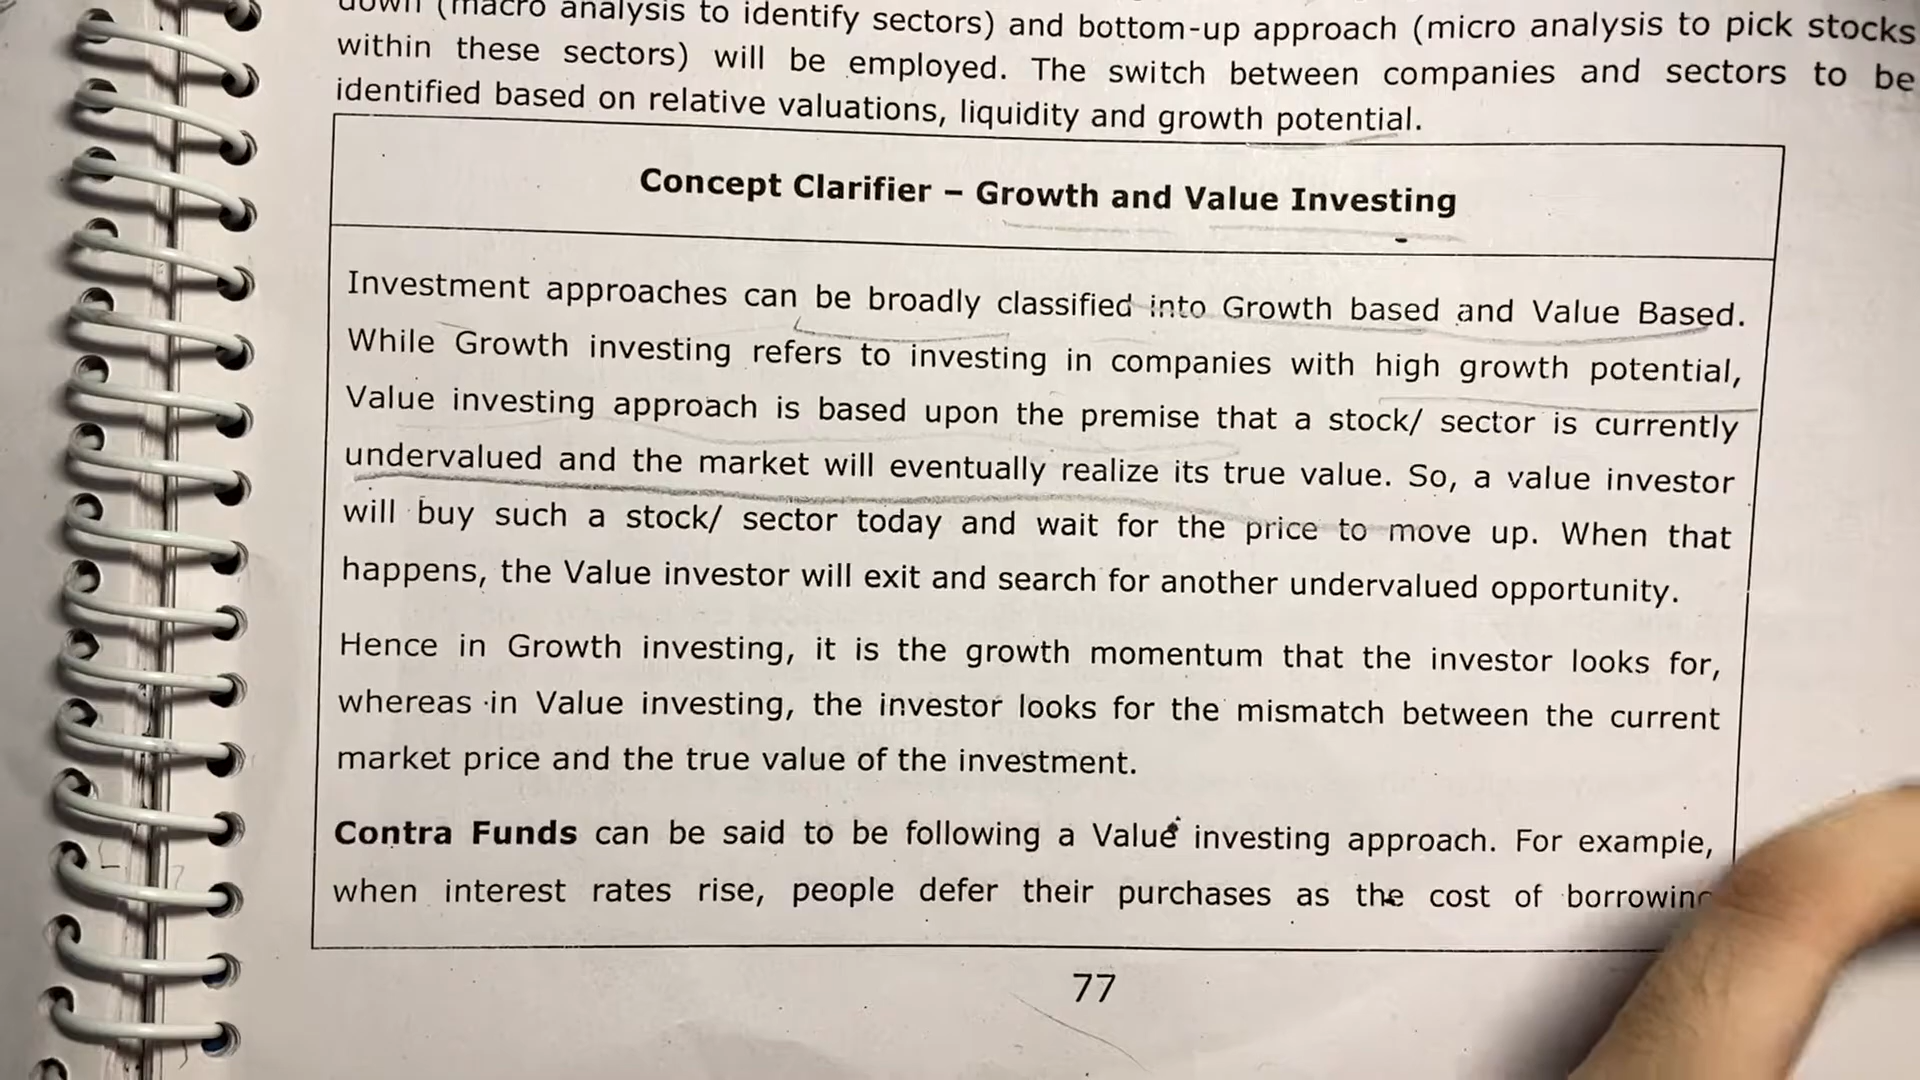 down (macro analysis to identify sectors) and bottom-up approach (micro analysis to pick stocks
within these sectors) will be employed. The switch between companies and sectors to be
identified based on relative valuations, liquidity and growth potential.
Concept Clarifier – Growth and Value Investing
Investment approaches can be broadly classified into Growth based and Value Based.
While Growth investing refers to investing in companies with high growth potential,
Value investing approach is based upon the premise that a stock/ sector is currently
undervalued and the market will eventually realize its true value. So, a value investor
will buy such a stock/ sector today and wait for the price to move up. When that
happens, the Value investor will exit and search for another undervalued opportunity.
Hence in Growth investing, it is the growth momentum that the investor looks for,
whereas in Value investing, the investor looks for the mismatch between the current
market price and the true value of the investment.
Contra Funds can be said to be following a Value investing approach. For example,
when interest rates rise, people defer their purchases as the cost of borrowing
77